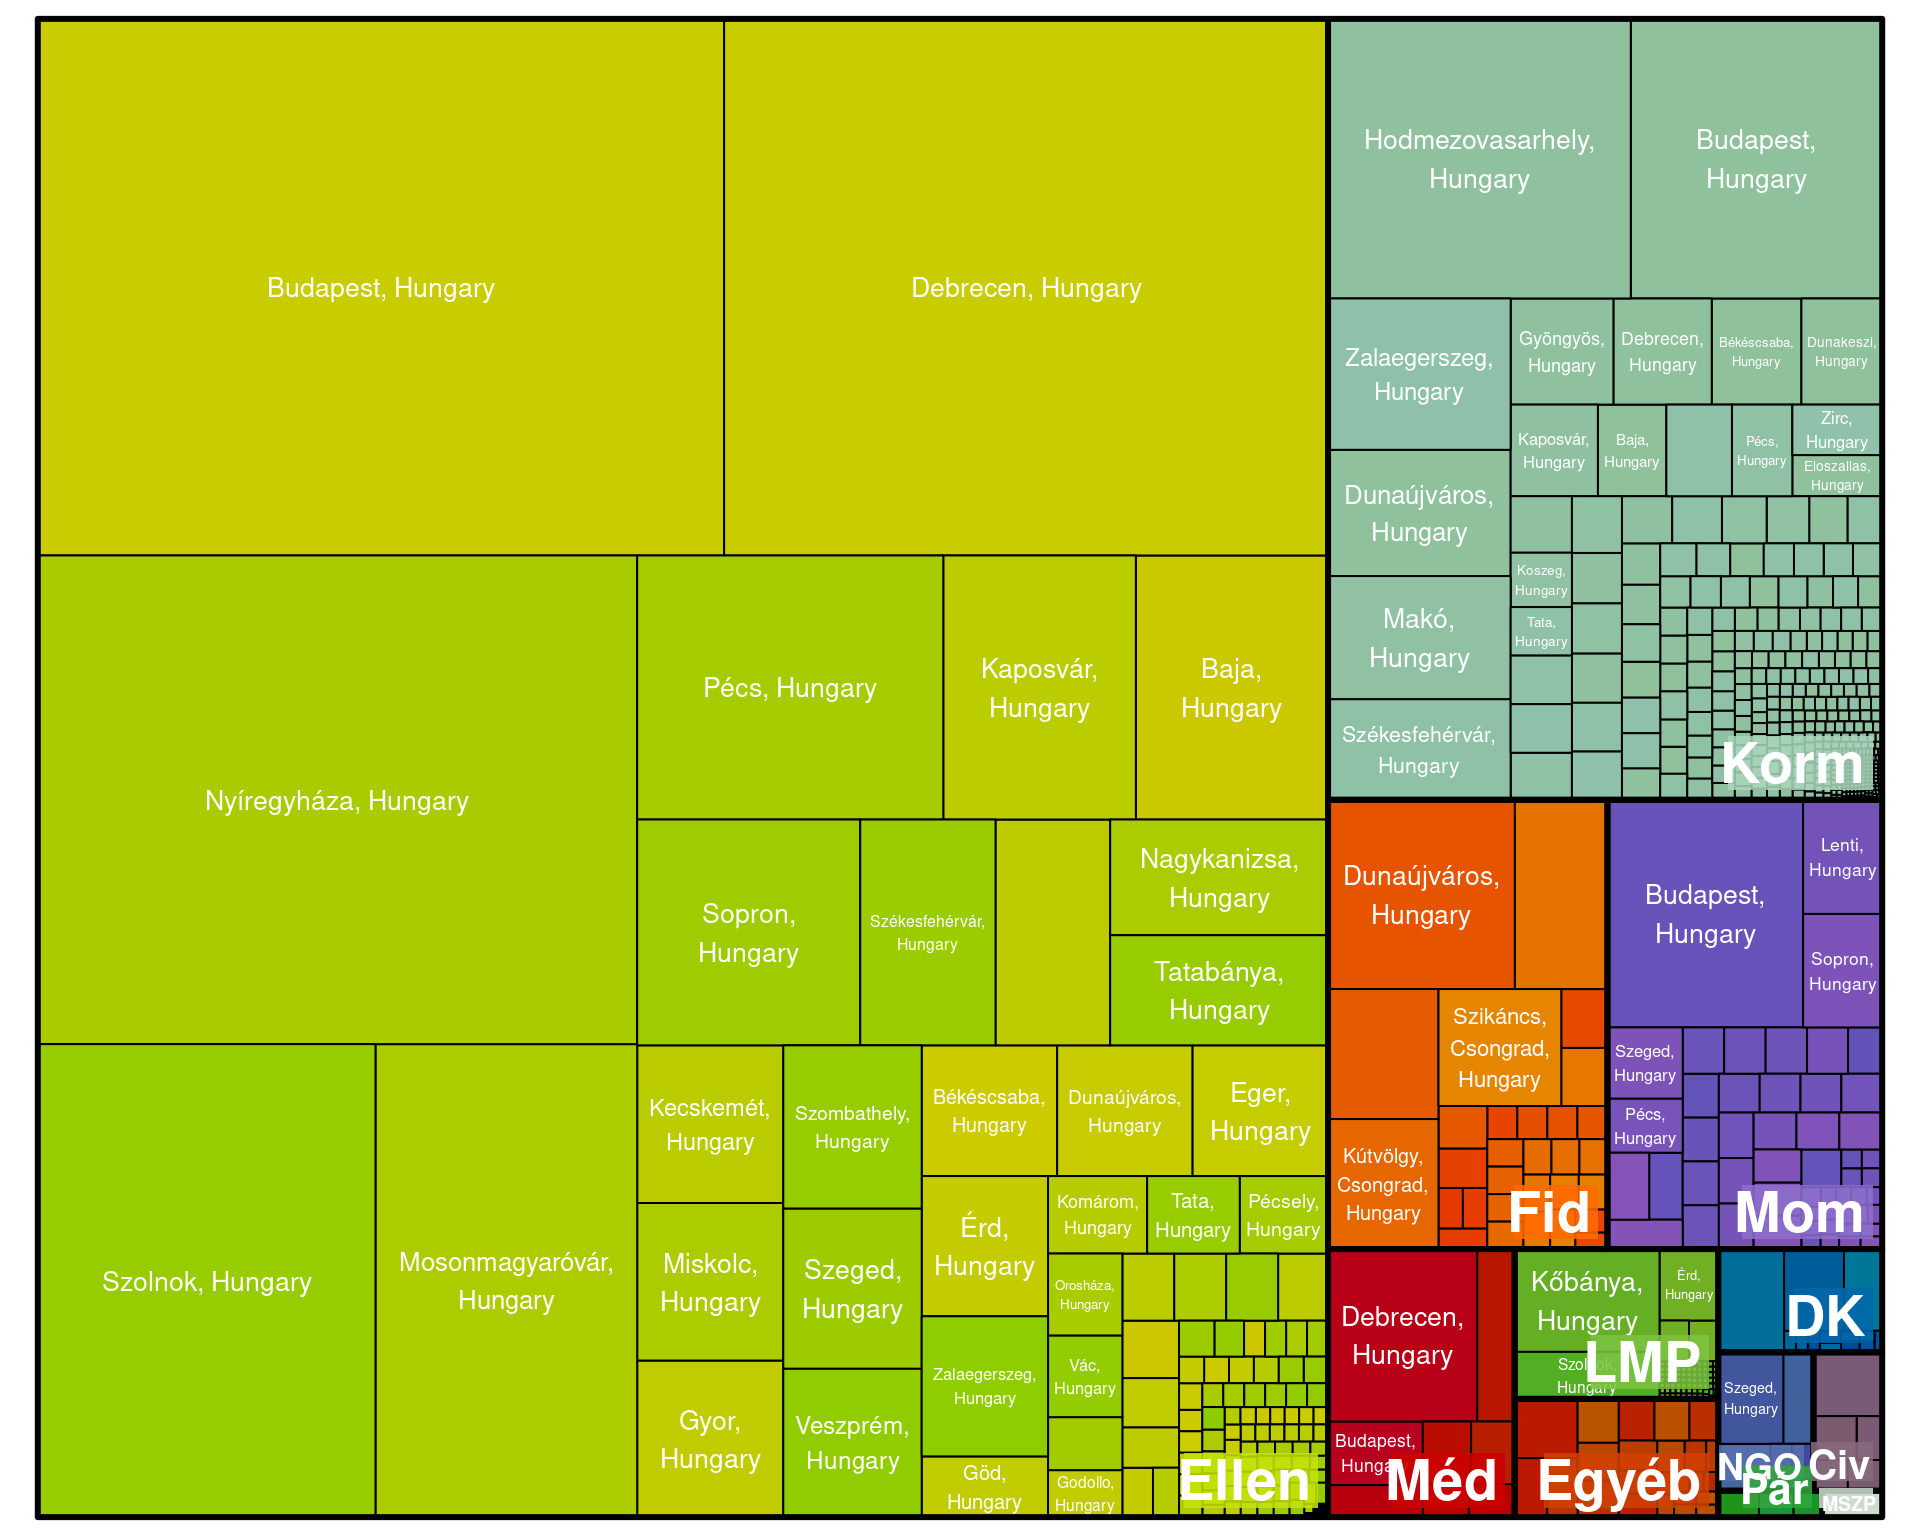 Budapest, Hungary
Debrecen, Hungary
Nyíregyháza, Hungary
Pécs, Hungary
Kaposvár,
Hungary
Baja,
Hungary
Sopron,
Hungary
Székesfehérvár,
Hungary
Nagykanizsa,
Hungary
Tatabánya,
Hungary
Szolnok, Hungary
Mosonmagyaróvár,
Hungary
Kecskemét,
Hungary
Miskolc,
Hungary
Gyor,
Hungary
Szombathely,
Hungary
Szeged,
Hungary
Veszprém,
Hungary
Békéscsaba,
Hungary
Dunaújváros,
Hungary
Eger,
Hungary
Érd,
Hungary
Zalaegerszeg,
Hungary
Göd,
Hungary
Komárom,
Hungary
Tata,
Hungary
Pécsely,
Hungary
Orosháza,
Hungary
Vác,
Hungary
Godollo,
Hungary
Ellen
Hodmezovasarhely,
Hungary
Budapest,
Hungary
Zalaegerszeg,
Hungary
Dunaújváros,
Hungary
Makó,
Hungary
Székesfehérvár,
Hungary
Gyöngyös,
Hungary
Debrecen,
Hungary
Békéscsaba,
Hungary
Dunakeszi,
Hungary
Kaposvár,
Hungary
Baja,
Hungary
Pécs,
Hungary
Zirc,
Hungary
Eloszallas,
Hungary
Koszeg,
Hungary
Tata,
Hungary
Korm
Dunaújváros,
Hungary
Szikáncs,
Csongrad,
Hungary
Kútvölgy,
Csongrad,
Hungary
Fid
Budapest,
Hungary
Lenti,
Hungary
Sopron,
Hungary
Szeged,
Hungary
Pécs,
Hungary
Mom
Debrecen,
Hungary
Budapest,
Hungary
Méd
Kőbánya,
Hungary
Érd,
Hungary
Szolnok,
Hungary
LMP
Egyéb
DK
Szeged,
Hungary
NGO
Civ
Pár
MSZP